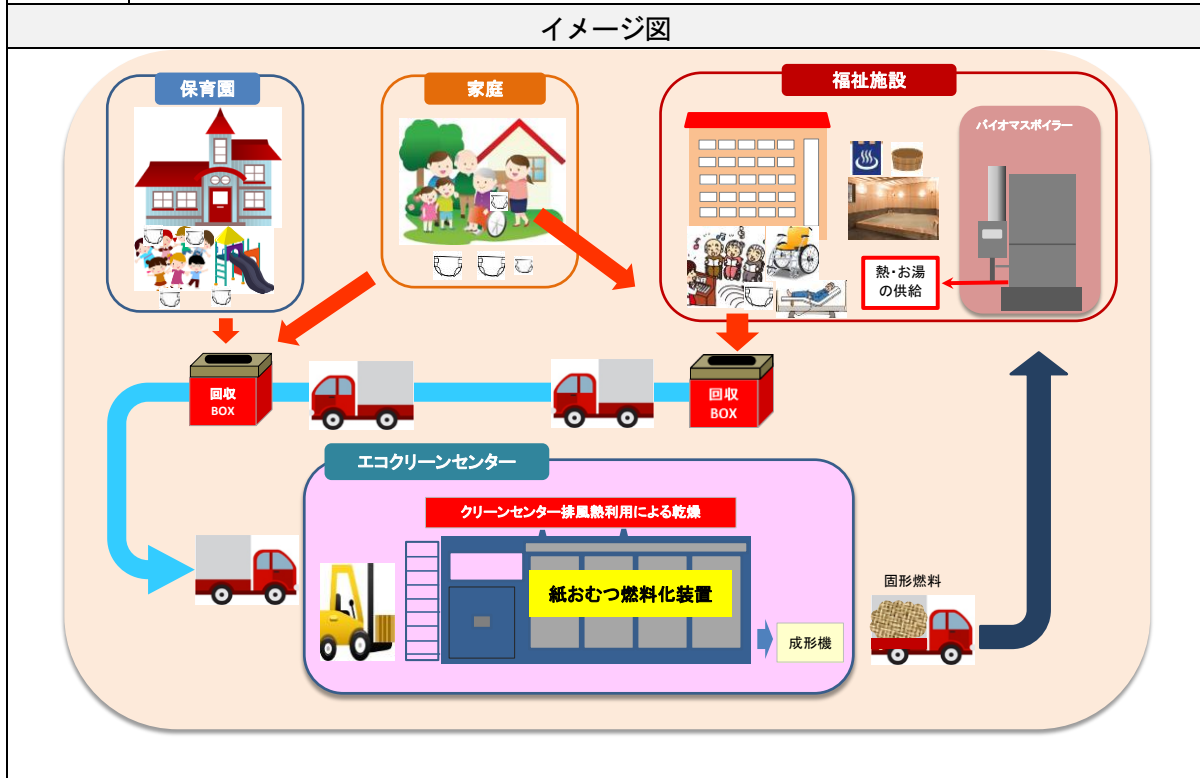 イメージ図
保育園
家庭
福祉施設
バイオマスボイラー
熱・お湯
の供給
回収
BOX
回収
BOX
エコクリーンセンター
クリーンセンター排風熱利用による乾燥
紙おむつ燃料化装置
成形機
固形燃料